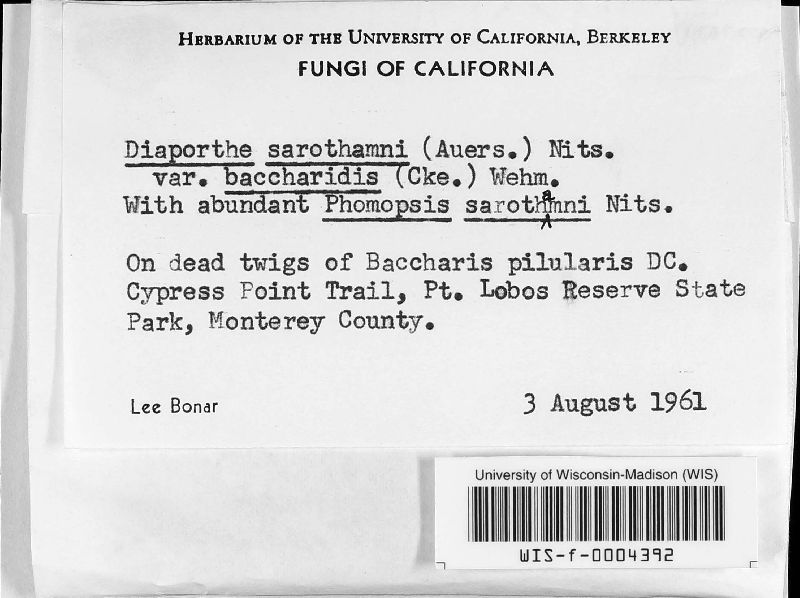 HERBARIUM OF THE UNIVERSITY OF CALIFORNIA, BERKELEY
FUNGI OF CALIFORNIA
Diaporthe sarothamni (Auers.) Nits.
var. baccharidis (Cke.) Wehm.
With abundant Phomopsis sarothamni Nits.
On dead twigs of Baccharis pilularis DC.
Cypress Point Trail, Pt. Lobos Reserve State
Park, Monterey County.
Lee Bonar 3 August 1961
University of Wisconsin-Madison (WIS)
WIS-f-0004392